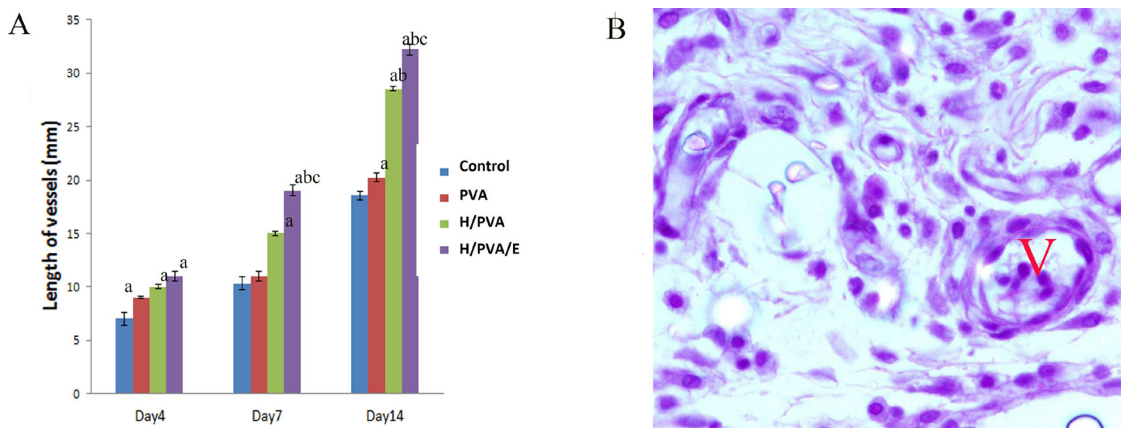 A
Length of vessels (mm)
35
30
25
20
15
10
5
0
a
a
a
a
abc
a
ab
abc
Day4
Day7
Day14
Control
PVA
H/PVA
H/PVA/E
B
V